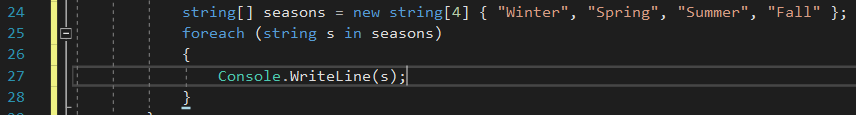 24 string[] seasons = new string[4] { "Winter", "Spring", "Summer", "Fall" };
25 foreach (string s in seasons)
26 {
27 Console.WriteLine(s);
28 }